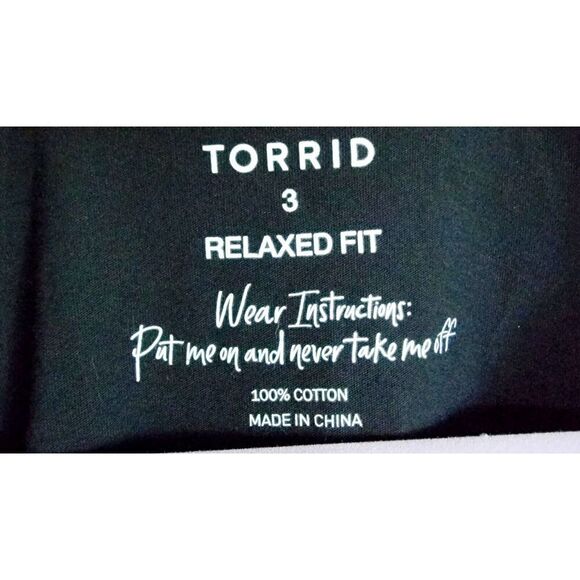 TORRID
3
RELAXED FIT
Wear Instructions:
Put me on and never take me off
100% COTTON
MADE IN CHINA